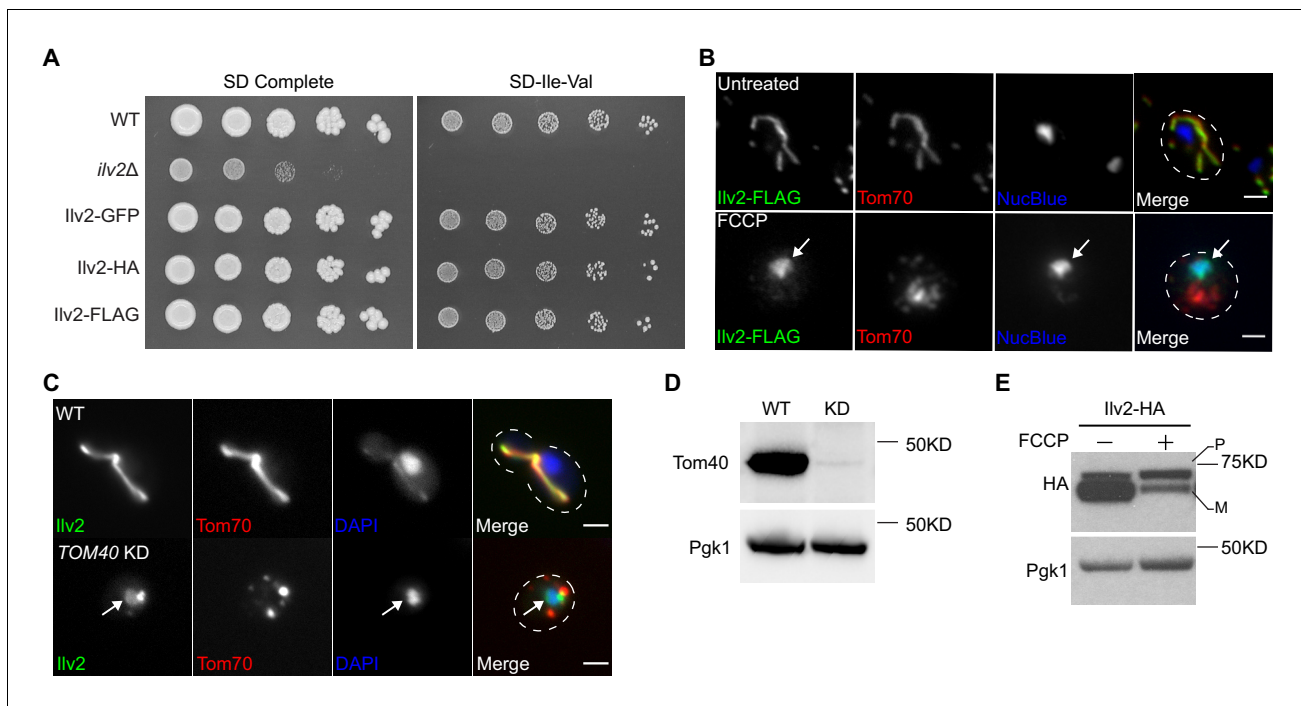 A
SD Complete
SD-Ile-Val
WT
ilv2Δ
Ilv2-GFP
Ilv2-HA
Ilv2-FLAG
B
Untreated
Ilv2-FLAG
Tom70
NucBlue
Merge
FCCP
Ilv2-FLAG
Tom70
NucBlue
Merge
C
WT
Ilv2
Tom70
DAPI
Merge
TOM40 KD
Ilv2
Tom70
DAPI
Merge
D
WT KD
Tom40
50KD
Pgk1
50KD
E
Ilv2-HA
FCCP − +
P
75KD
HA
M
50KD
Pgk1